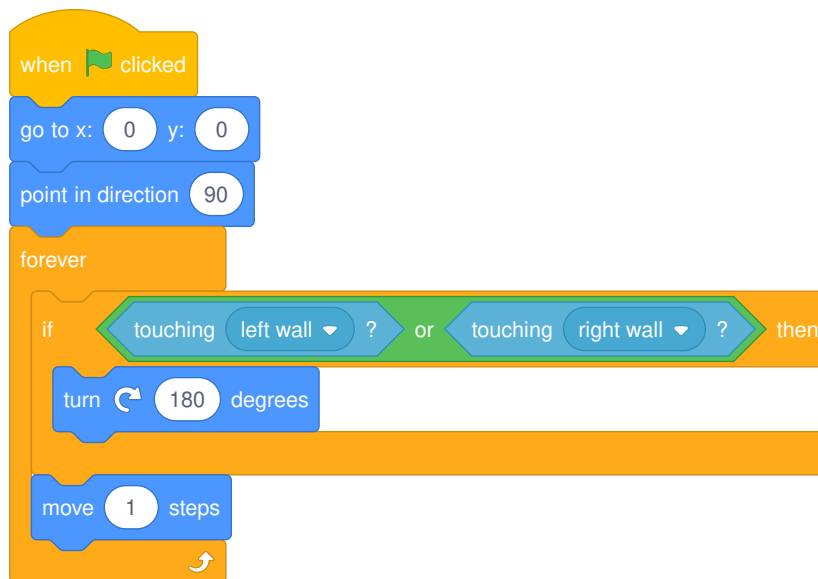 when clicked
go to x: 0 y: 0
point in direction 90
forever
if touching left wall ? or touching right wall ? then
turn 180 degrees
move 1 steps